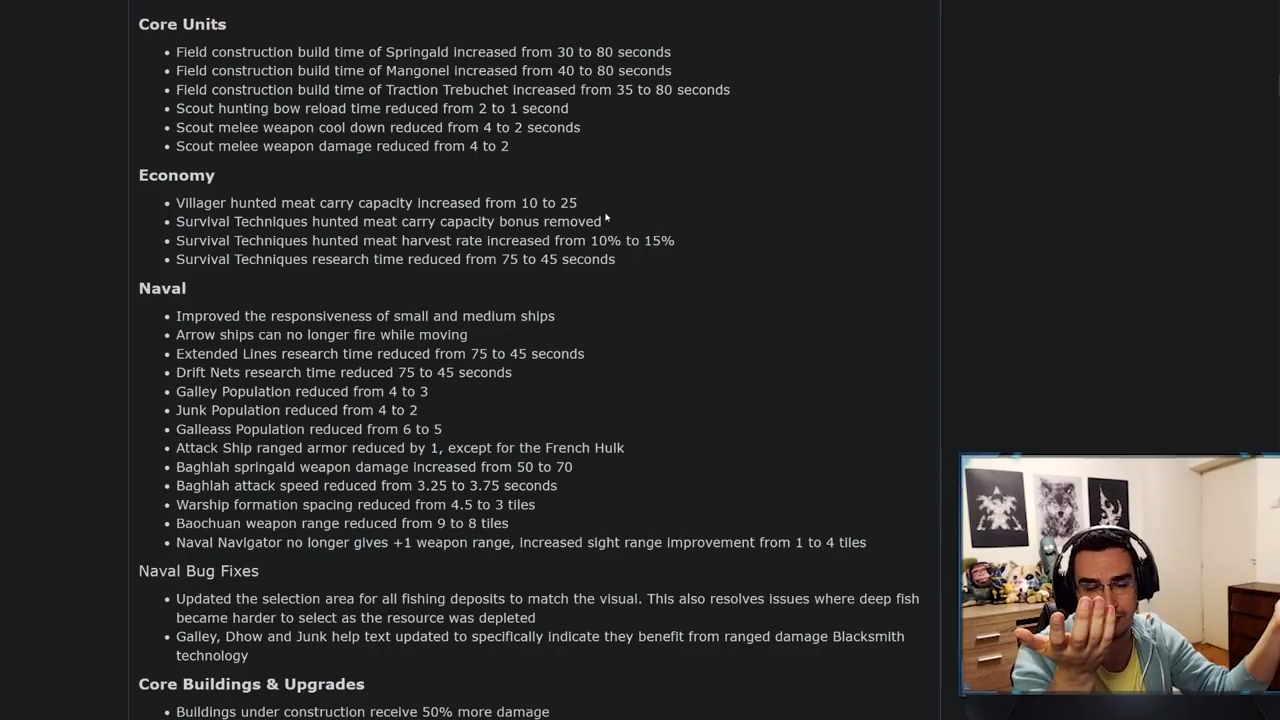 Core Units
• Field construction build time of Springald increased from 30 to 80 seconds
• Field construction build time of Mangonel increased from 40 to 80 seconds
• Field construction build time of Traction Trebuchet increased from 35 to 80 seconds
• Scout hunting bow reload time reduced from 2 to 1 second
• Scout melee weapon cool down reduced from 4 to 2 seconds
• Scout melee weapon damage reduced from 4 to 2
Economy
• Villager hunted meat carry capacity increased from 10 to 25
• Survival Techniques hunted meat carry capacity bonus removed
• Survival Techniques hunted meat harvest rate increased from 10% to 15%
• Survival Techniques research time reduced from 75 to 45 seconds
Naval
• Improved the responsiveness of small and medium ships
• Arrow ships can no longer fire while moving
• Extended Lines research time reduced from 75 to 45 seconds
• Drift Nets research time reduced 75 to 45 seconds
• Galley Population reduced from 4 to 3
• Junk Population reduced from 4 to 2
• Galleass Population reduced from 6 to 5
• Attack Ship ranged armor reduced by 1, except for the French Hulk
• Baghlah springald weapon damage increased from 50 to 70
• Baghlah attack speed reduced from 3.25 to 3.75 seconds
• Warship formation spacing reduced from 4.5 to 3 tiles
• Baochuan weapon range reduced from 9 to 8 tiles
• Naval Navigator no longer gives +1 weapon range, increased sight range improvement from 1 to 4 tiles
Naval Bug Fixes
• Updated the selection area for all fishing deposits to match the visual. This also resolves issues where deep fish
became harder to select as the resource was depleted
• Galley, Dhow and Junk help text updated to specifically indicate they benefit from ranged damage Blacksmith
technology
Core Buildings & Upgrades
• Buildings under construction receive 50% more damage